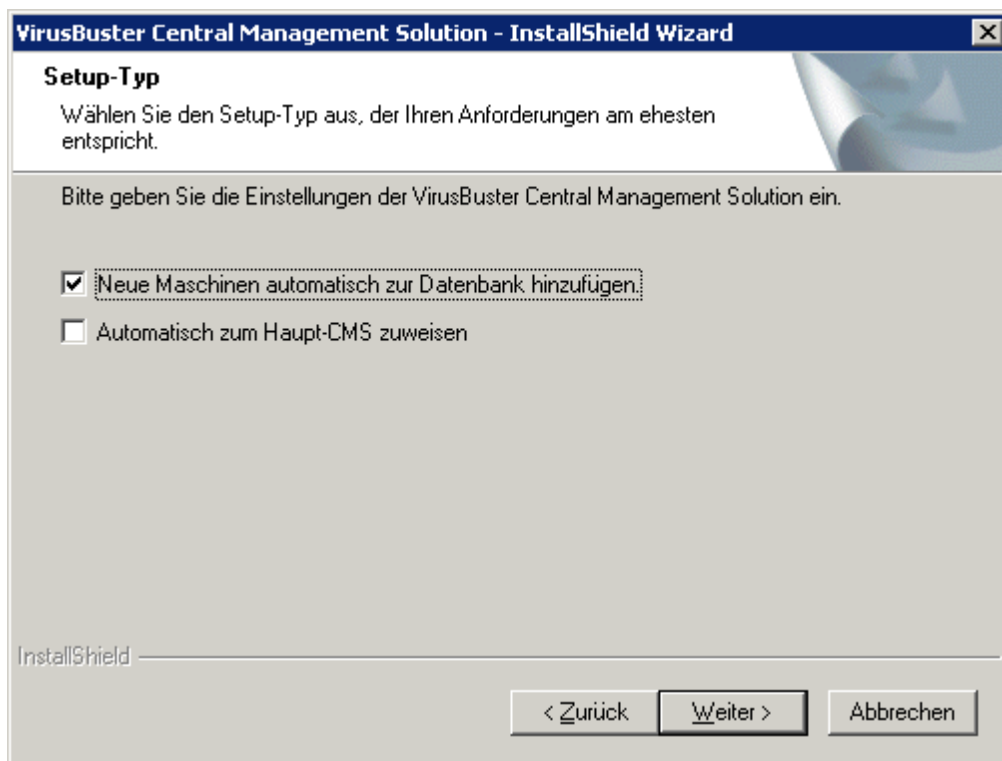 VirusBuster Central Management Solution - InstallShield Wizard
Setup-Typ
Wählen Sie den Setup-Typ aus, der Ihren Anforderungen am ehesten
entspricht.
Bitte geben Sie die Einstellungen der VirusBuster Central Management Solution ein.
Neue Maschinen automatisch zur Datenbank hinzufügen.
Automatisch zum Haupt-CMS zuweisen
InstallShield
< Zurück Weiter > Abbrechen